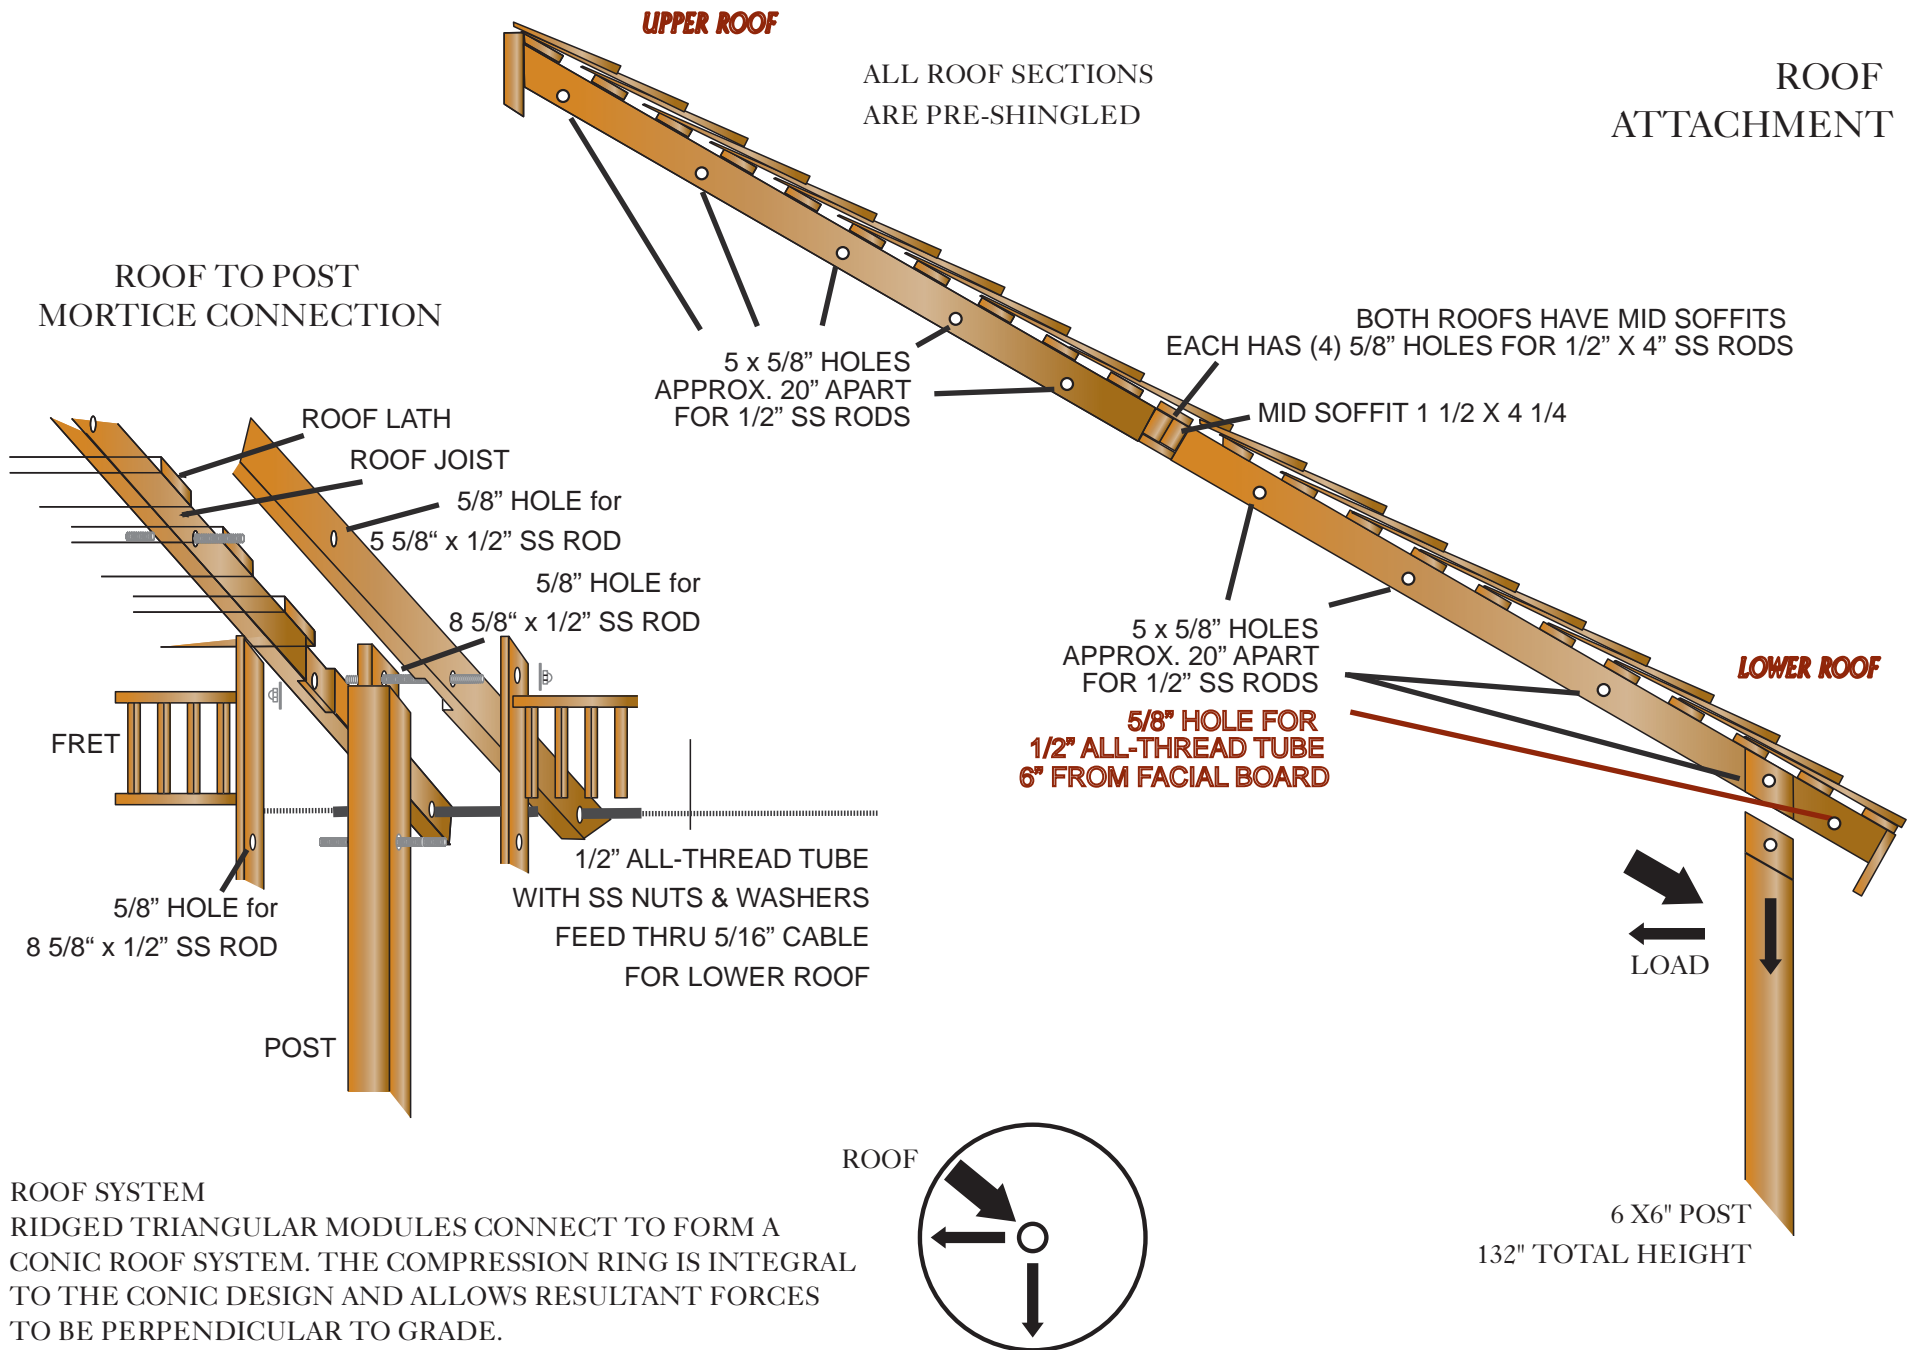 UPPER ROOF
ALL ROOF SECTIONS
ARE PRE-SHINGLED
ROOF
ATTACHMENT
ROOF TO POST
MORTICE CONNECTION
5 x 5/8” HOLES
APPROX. 20” APART
FOR 1/2” SS RODS
BOTH ROOFS HAVE MID SOFFITS
EACH HAS (4) 5/8” HOLES FOR 1/2” X 4” SS RODS
MID SOFFIT 1 1/2 X 4 1/4
ROOF LATH
ROOF JOIST
5/8” HOLE for
5 5/8“ x 1/2” SS ROD
5/8” HOLE for
8 5/8“ x 1/2” SS ROD
5 x 5/8” HOLES
APPROX. 20” APART
FOR 1/2” SS RODS
5/8” HOLE FOR
1/2” ALL-THREAD TUBE
6” FROM FACIAL BOARD
LOWER ROOF
FRET
5/8” HOLE for
8 5/8“ x 1/2” SS ROD
1/2” ALL-THREAD TUBE
WITH SS NUTS & WASHERS
FEED THRU 5/16” CABLE
FOR LOWER ROOF
POST
LOAD
ROOF
6 X6" POST
132" TOTAL HEIGHT
ROOF SYSTEM
RIDGED TRIANGULAR MODULES CONNECT TO FORM A
CONIC ROOF SYSTEM. THE COMPRESSION RING IS INTEGRAL
TO THE CONIC DESIGN AND ALLOWS RESULTANT FORCES
TO BE PERPENDICULAR TO GRADE.